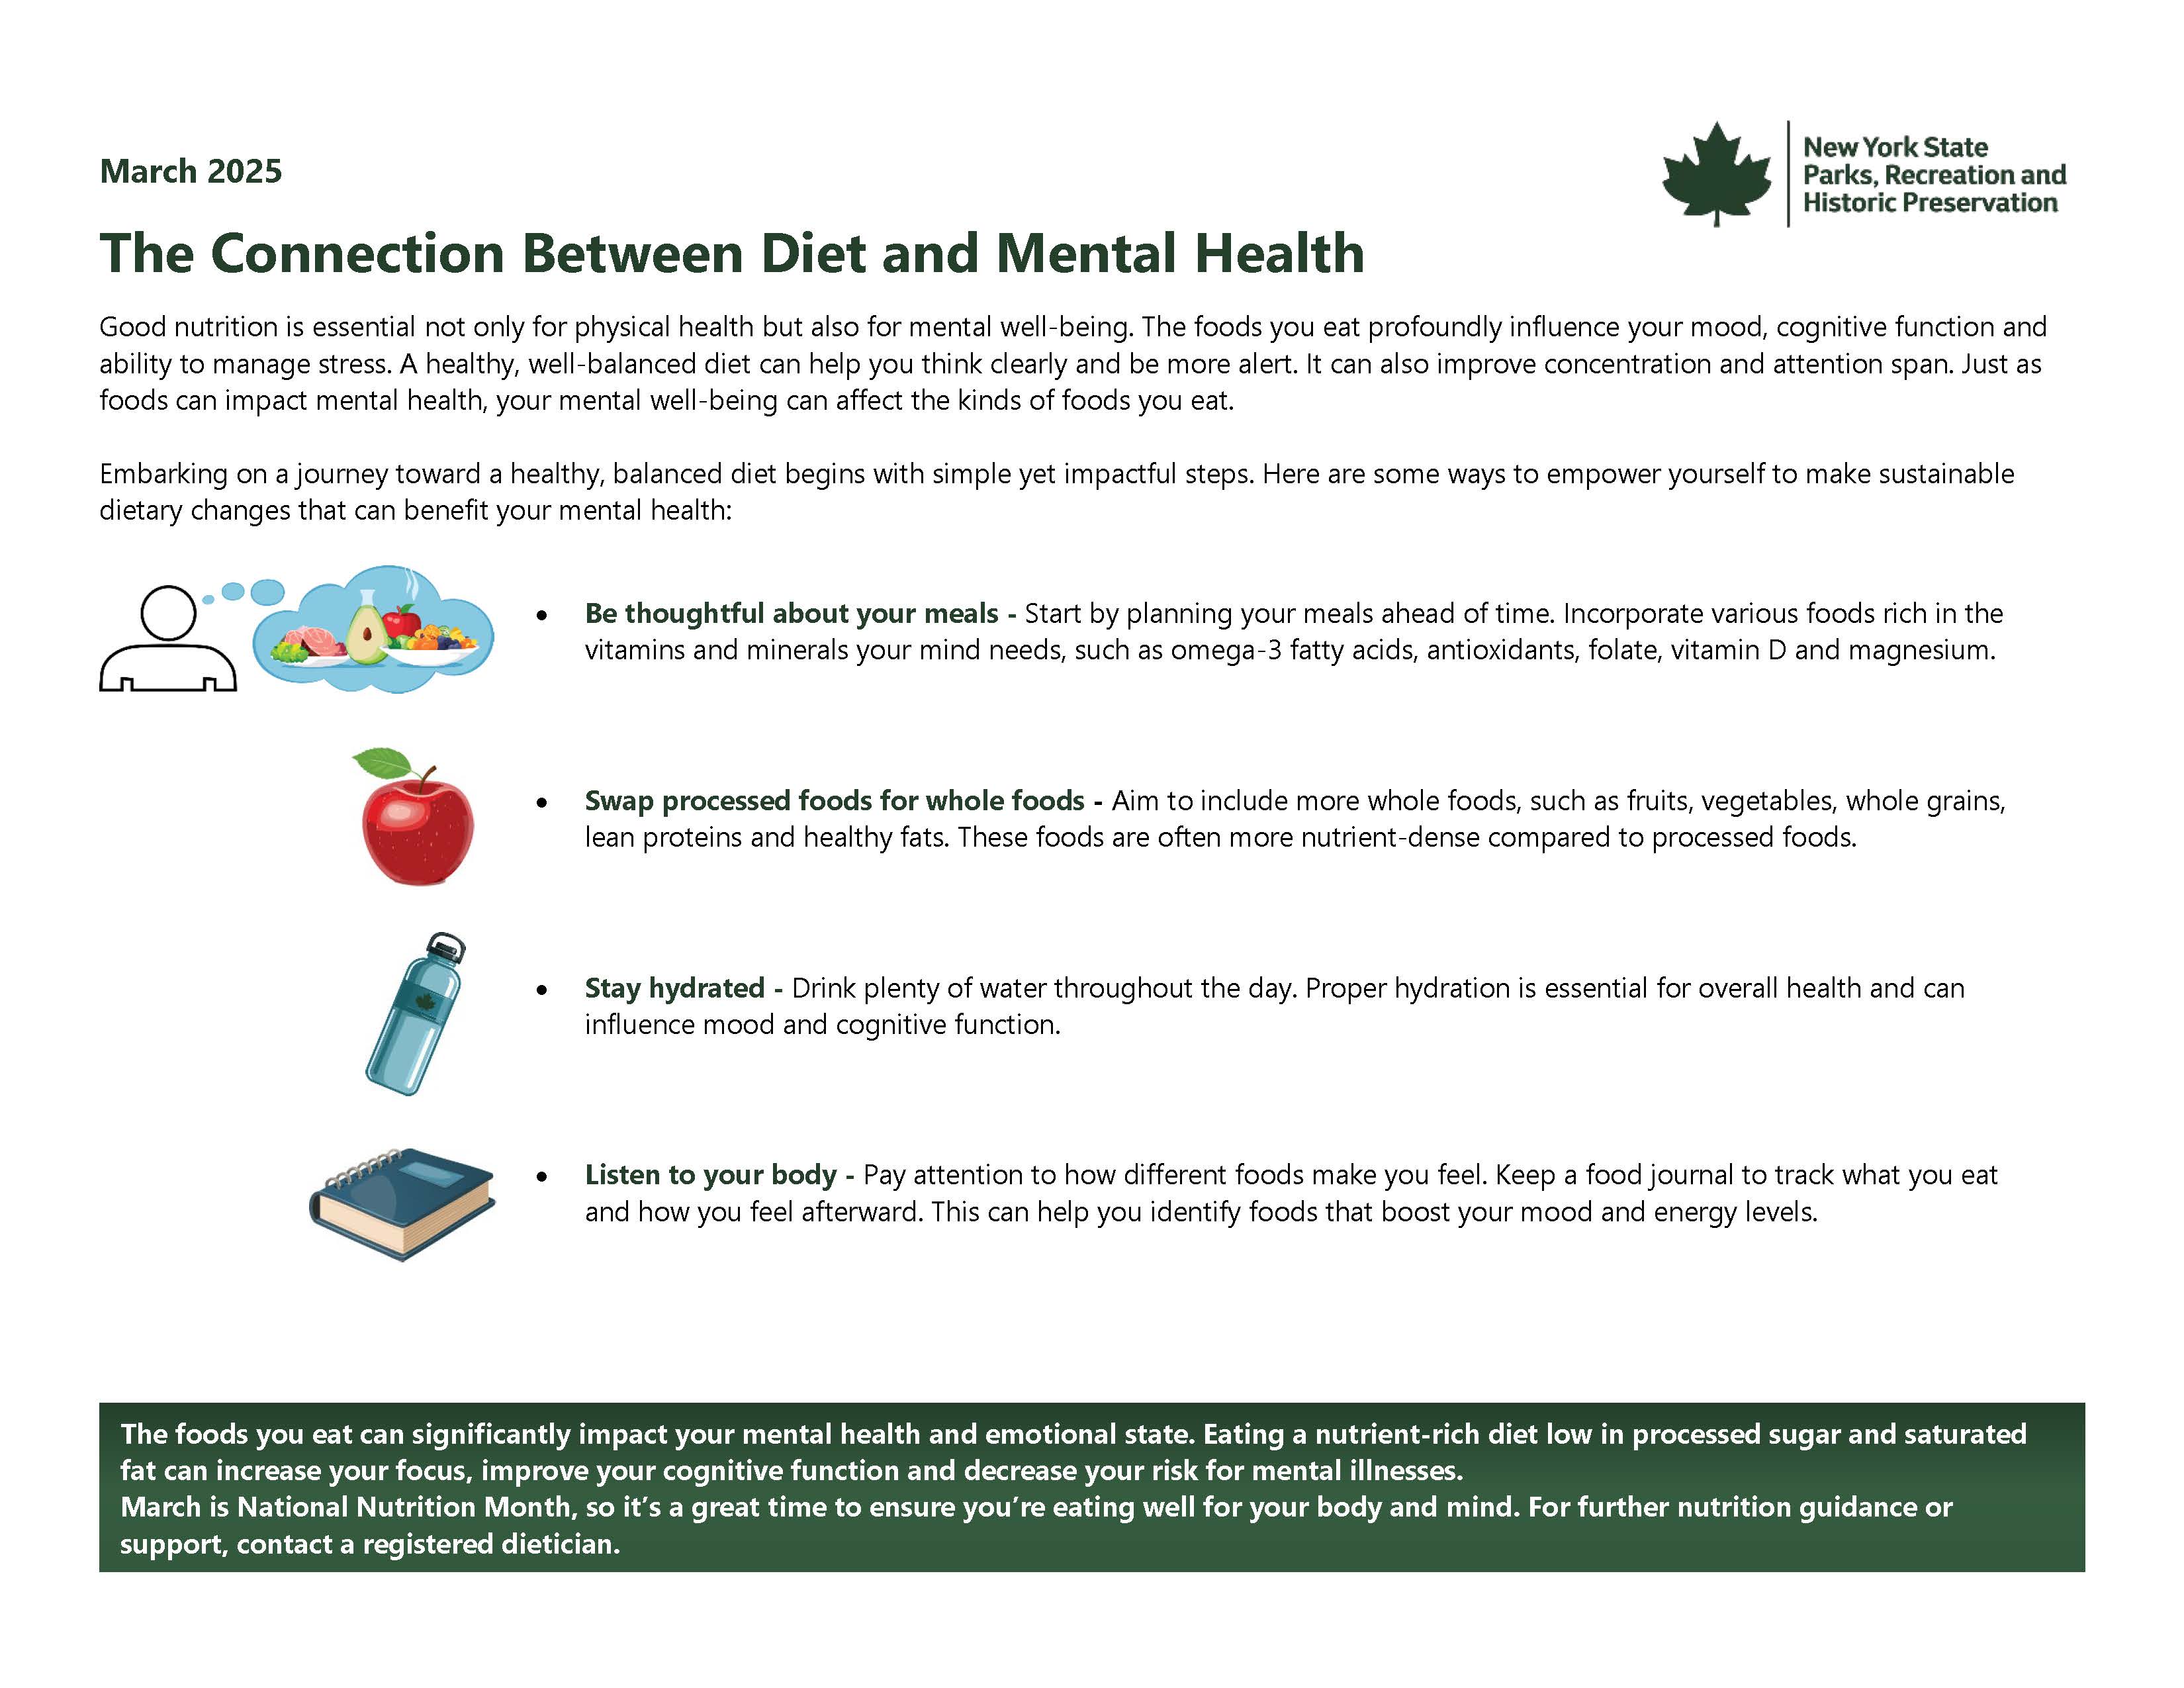 March 2025
New York State
Parks, Recreation and
Historic Preservation
The Connection Between Diet and Mental Health
Good nutrition is essential not only for physical health but also for mental well-being. The foods you eat profoundly influence your mood, cognitive function and
ability to manage stress. A healthy, well-balanced diet can help you think clearly and be more alert. It can also improve concentration and attention span. Just as
foods can impact mental health, your mental well-being can affect the kinds of foods you eat.
Embarking on a journey toward a healthy, balanced diet begins with simple yet impactful steps. Here are some ways to empower yourself to make sustainable
dietary changes that can benefit your mental health:
• Be thoughtful about your meals - Start by planning your meals ahead of time. Incorporate various foods rich in the
vitamins and minerals your mind needs, such as omega-3 fatty acids, antioxidants, folate, vitamin D and magnesium.
• Swap processed foods for whole foods - Aim to include more whole foods, such as fruits, vegetables, whole grains,
lean proteins and healthy fats. These foods are often more nutrient-dense compared to processed foods.
• Stay hydrated - Drink plenty of water throughout the day. Proper hydration is essential for overall health and can
influence mood and cognitive function.
• Listen to your body - Pay attention to how different foods make you feel. Keep a food journal to track what you eat
and how you feel afterward. This can help you identify foods that boost your mood and energy levels.
The foods you eat can significantly impact your mental health and emotional state. Eating a nutrient-rich diet low in processed sugar and saturated
fat can increase your focus, improve your cognitive function and decrease your risk for mental illnesses.
March is National Nutrition Month, so it’s a great time to ensure you’re eating well for your body and mind. For further nutrition guidance or
support, contact a registered dietician.